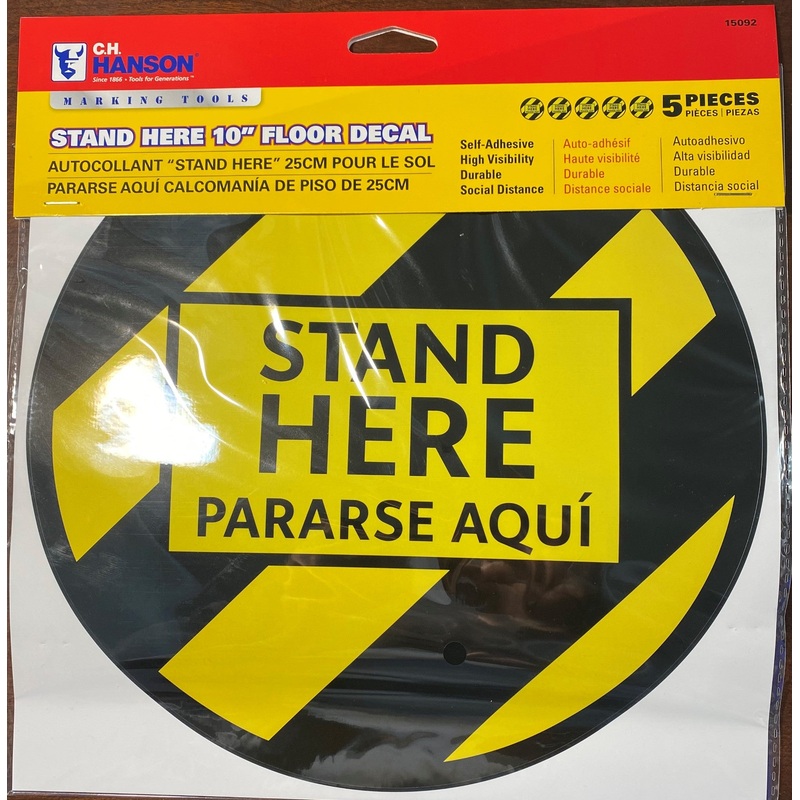 15092
C.H.
HANSON
Since 1866 - Tools for Generations™
MARKING TOOLS
5 PIECES
PIÈCES | PIEZAS
STAND HERE 10" FLOOR DECAL
AUTOCOLLANT "STAND HERE" 25CM POUR LE SOL
PARARSE AQUÍ CALCOMANÍA DE PISO DE 25CM
Self-Adhesive
High Visibility
Durable
Social Distance
Auto-adhésif
Haute visibilité
Durable
Distance sociale
Autoadhesivo
Alta visibilidad
Durable
Distancia social
STAND
HERE
PARARSE AQUÍ